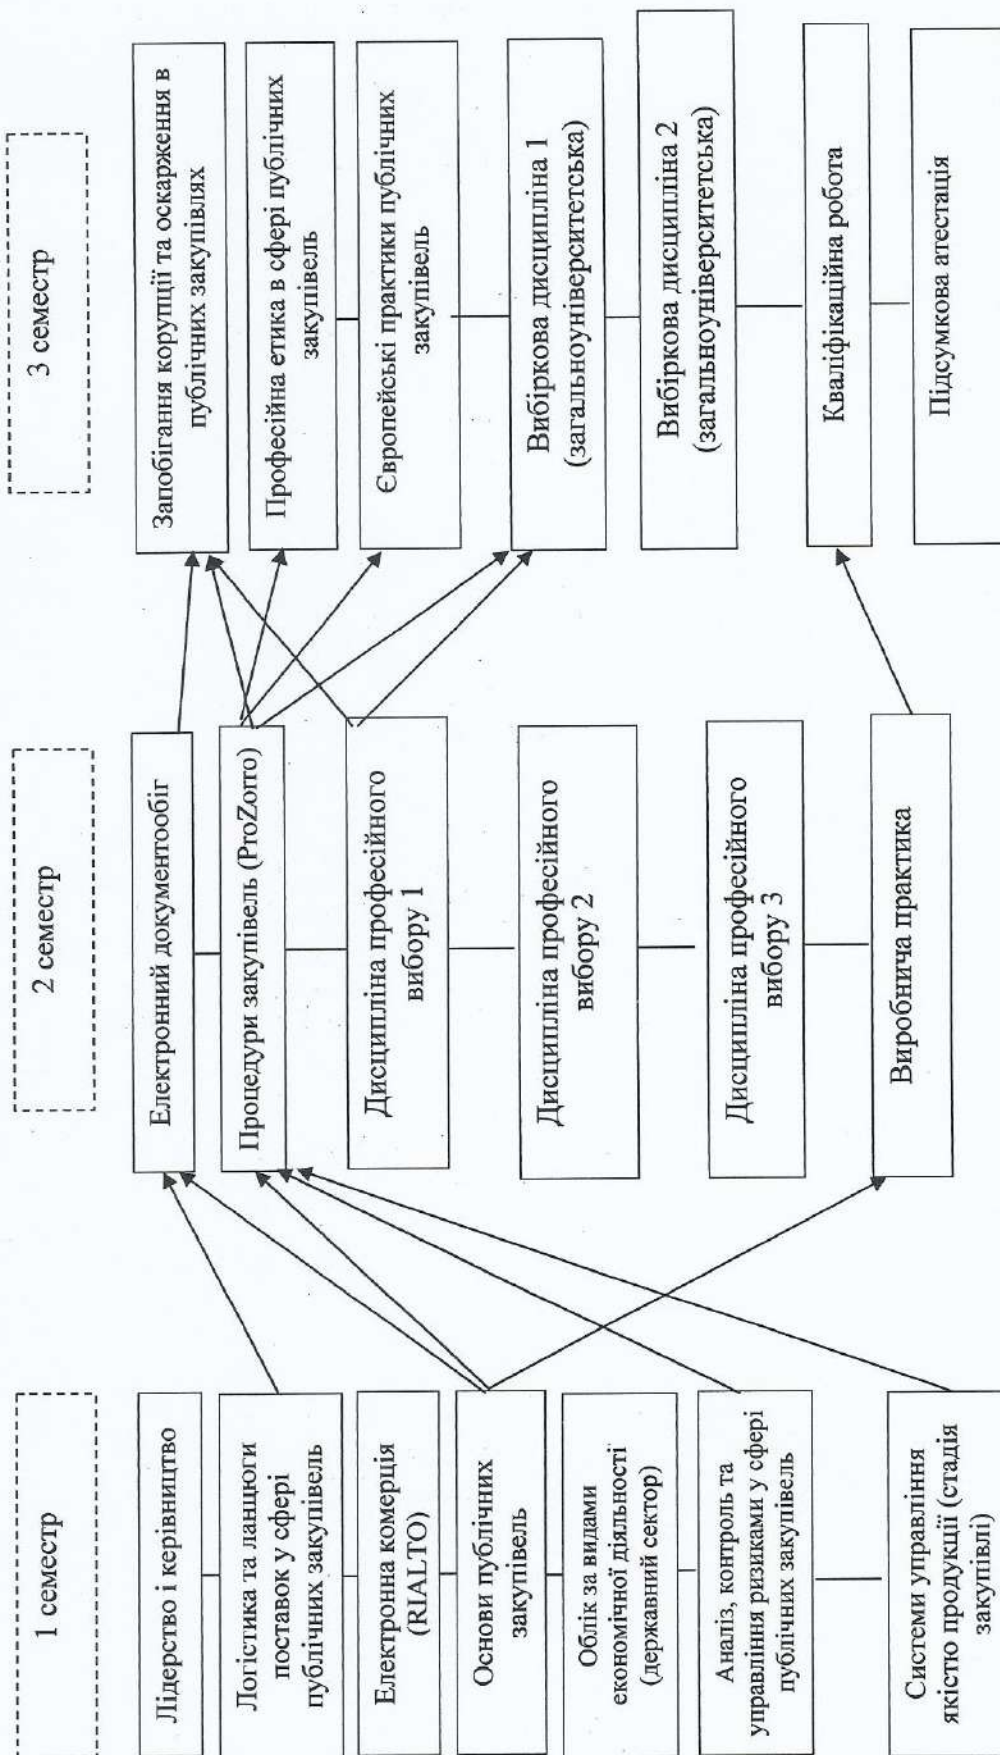 1 семестр
Лідерство і керівництво
Логістика та ланцюги
поставок у сфері
публічних закупівель
Електронна комерція
(RIALTO)
Основи публічних
закупівель
Облік за видами
економічної діяльності
(державний сектор)
Аналіз, контроль та
управління ризиками у сфері
публічних закупівель
Системи управління
якістю продукції (стадія
закупівлі)
2 семестр
Електронний документообіг
Процедури закупівель (ProZorro)
Дисципліна професійного
вибору 1
Дисципліна професійного
вибору 2
Дисципліна професійного
вибору 3
Виробнича практика
3 семестр
Запобігання корупції та оскарження в
публічних закупівлях
Професійна етика в сфері публічних
закупівель
Європейські практики публічних
закупівель
Вибіркова дисципліна 1
(загальноуніверситетська)
Вибіркова дисципліна 2
(загальноуніверситетська)
Кваліфікаційна робота
Підсумкова атестація